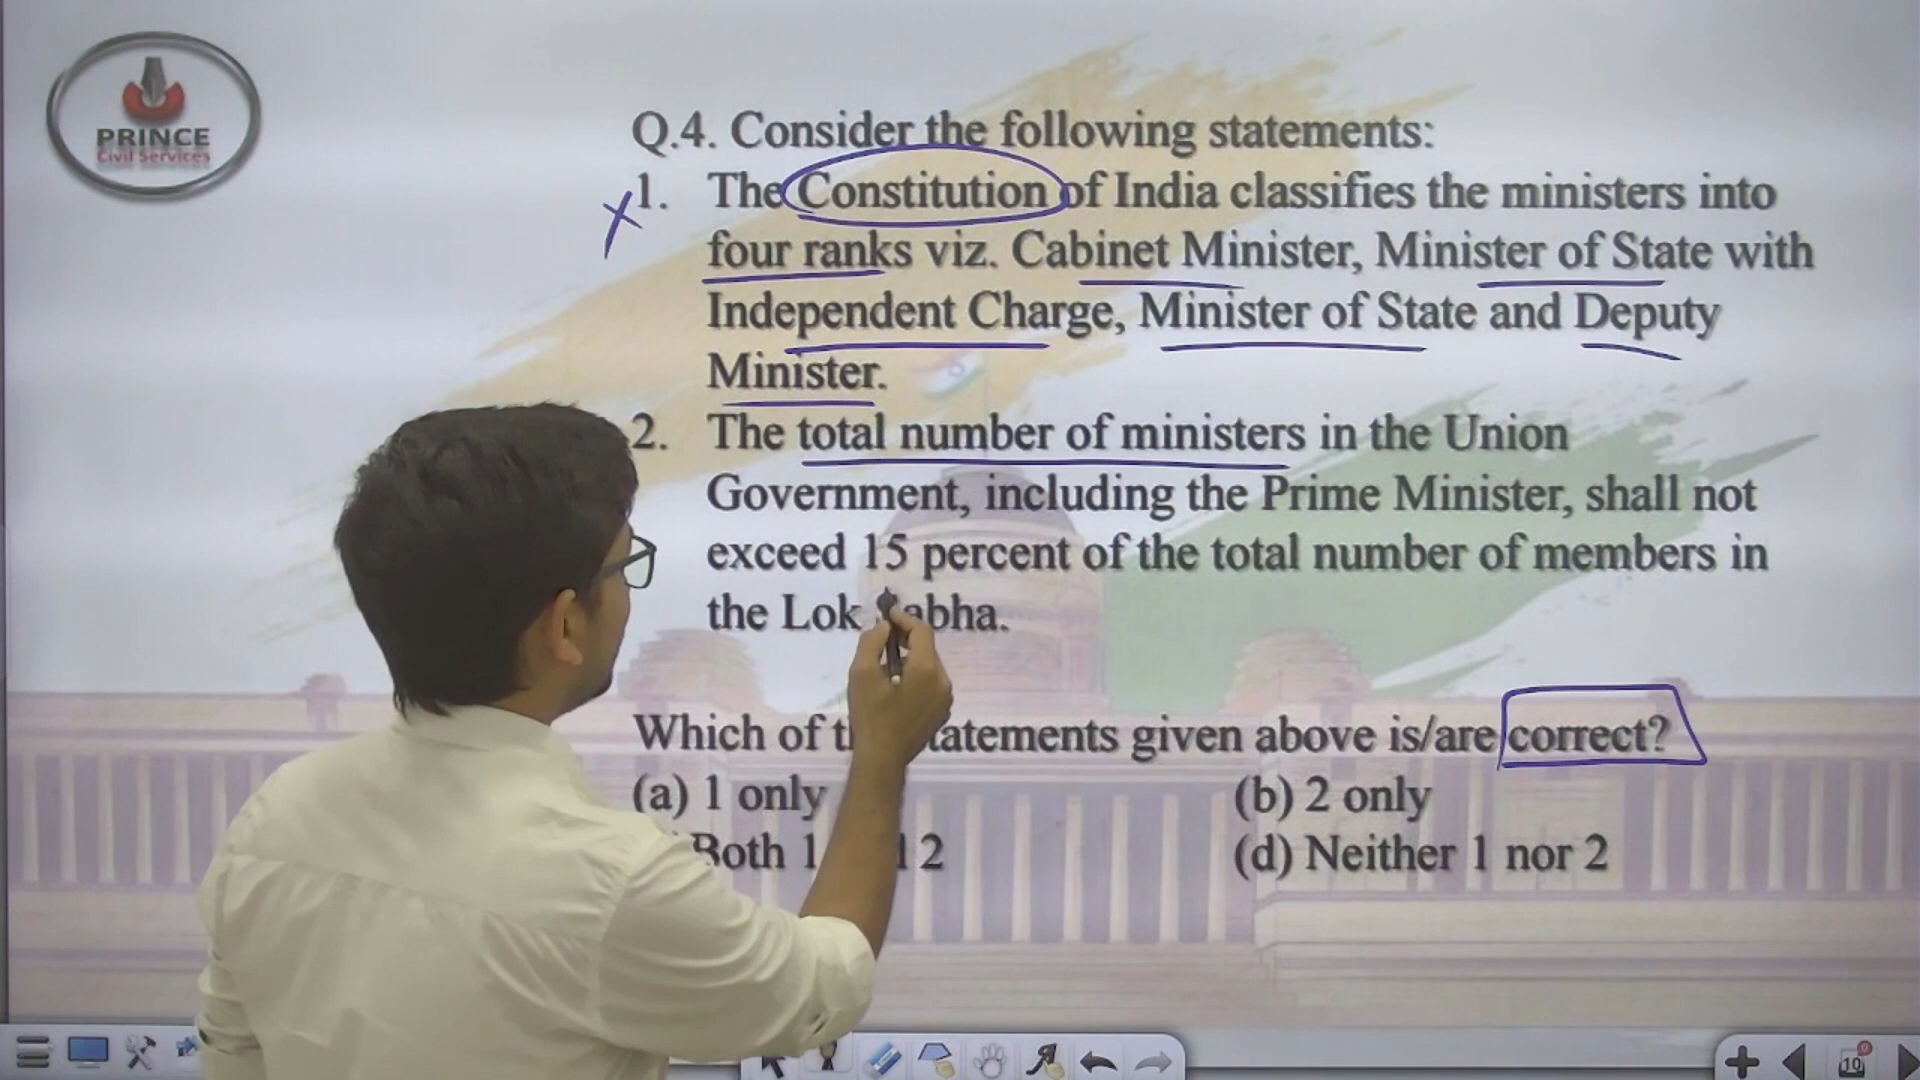 PRINCE
Civil Services
Q.4. Consider the following statements:
1. The Constitution of India classifies the ministers into
four ranks viz. Cabinet Minister, Minister of State with
Independent Charge, Minister of State and Deputy
Minister.
2. The total number of ministers in the Union
Government, including the Prime Minister, shall not
exceed 15 percent of the total number of members in
the Lok Sabha.
Which of the statements given above is/are correct?
(a) 1 only (b) 2 only
Both 1 2 (d) Neither 1 nor 2
10